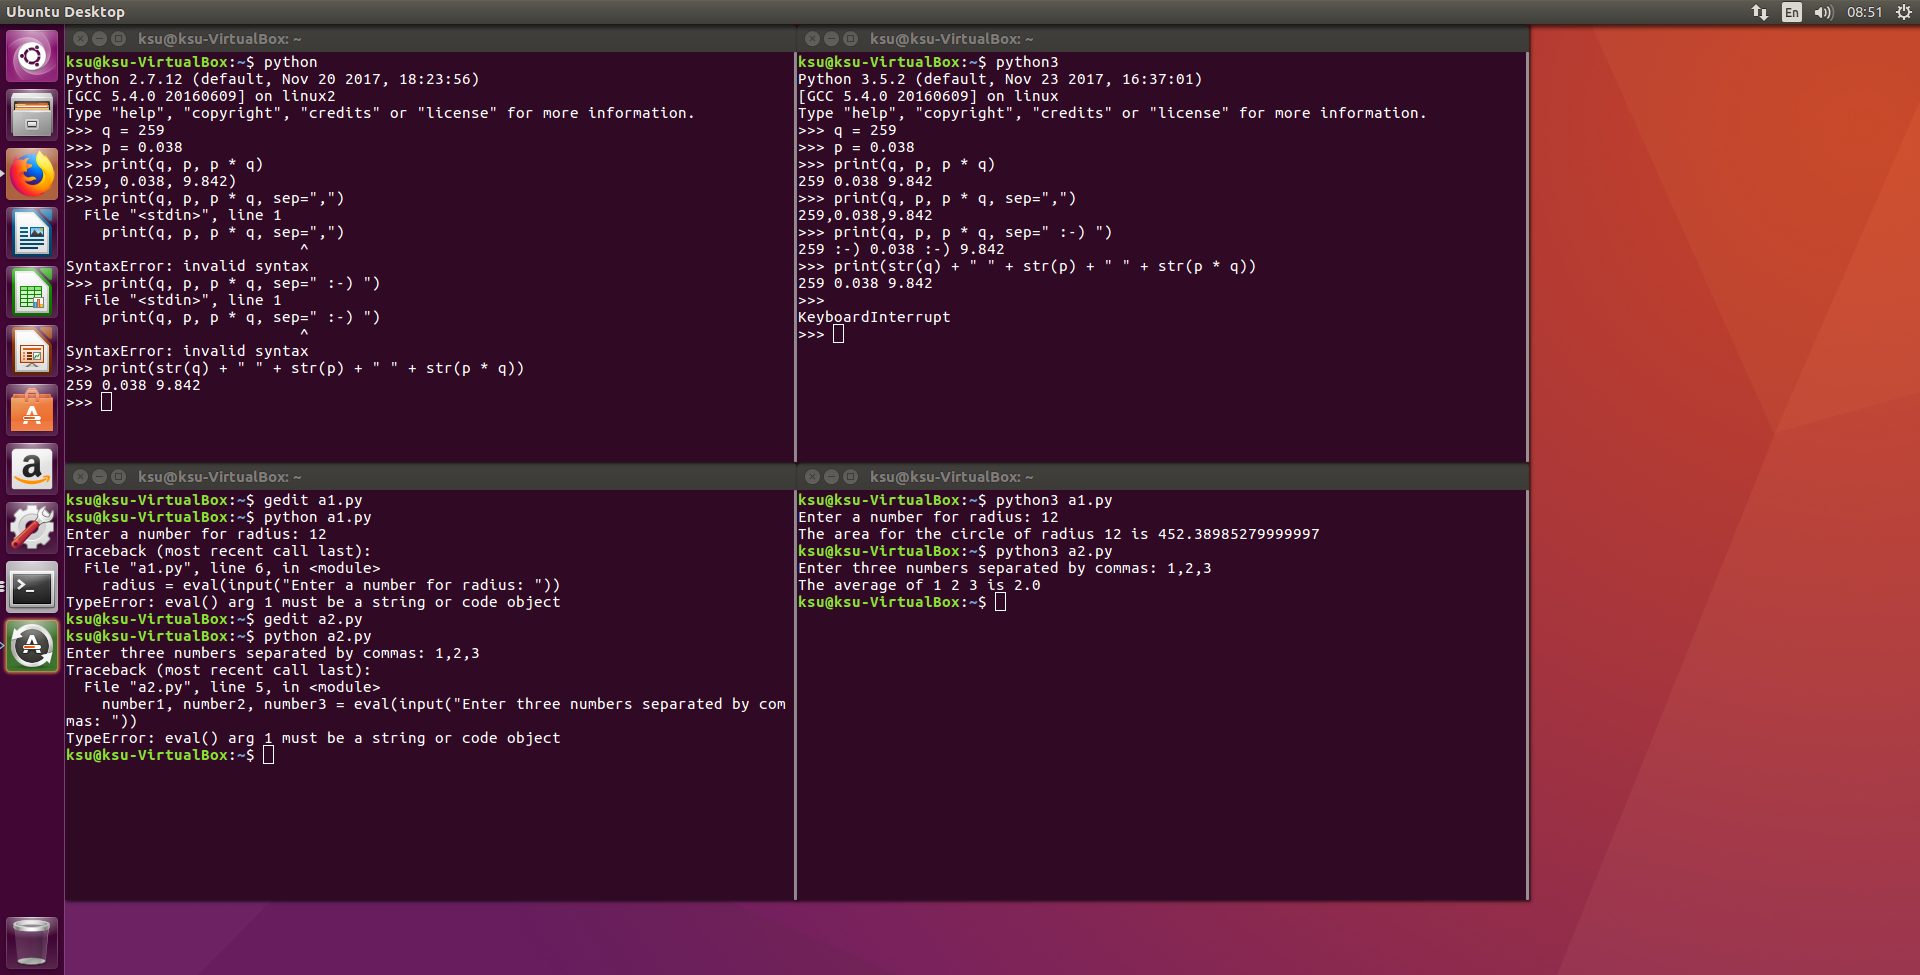 Ubuntu Desktop
En
08:51
ksu@ksu-VirtualBox: ~
ksu@ksu-VirtualBox:~$ python
Python 2.7.12 (default, Nov 20 2017, 18:23:56)
[GCC 5.4.0 20160609] on linux2
Type "help", "copyright", "credits" or "license" for more information.
>>> q = 259
>>> p = 0.038
>>> print(q, p, p * q)
(259, 0.038, 9.842)
>>> print(q, p, p * q, sep=",")
  File "<stdin>", line 1
    print(q, p, p * q, sep=",")
                          ^
SyntaxError: invalid syntax
>>> print(q, p, p * q, sep=" :-) ")
  File "<stdin>", line 1
    print(q, p, p * q, sep=" :-) ")
                          ^
SyntaxError: invalid syntax
>>> print(str(q) + " " + str(p) + " " + str(p * q))
259 0.038 9.842
>>>
ksu@ksu-VirtualBox: ~
ksu@ksu-VirtualBox:~$ python3
Python 3.5.2 (default, Nov 23 2017, 16:37:01)
[GCC 5.4.0 20160609] on linux
Type "help", "copyright", "credits" or "license" for more information.
>>> q = 259
>>> p = 0.038
>>> print(q, p, p * q)
259 0.038 9.842
>>> print(q, p, p * q, sep=",")
259,0.038,9.842
>>> print(q, p, p * q, sep=" :-) ")
259 :-) 0.038 :-) 9.842
>>> print(str(q) + " " + str(p) + " " + str(p * q))
259 0.038 9.842
>>>
KeyboardInterrupt
>>>
ksu@ksu-VirtualBox: ~
ksu@ksu-VirtualBox:~$ gedit a1.py
ksu@ksu-VirtualBox:~$ python a1.py
Enter a number for radius: 12
Traceback (most recent call last):
  File "a1.py", line 6, in <module>
    radius = eval(input("Enter a number for radius: "))
TypeError: eval() arg 1 must be a string or code object
ksu@ksu-VirtualBox:~$ gedit a2.py
ksu@ksu-VirtualBox:~$ python a2.py
Enter three numbers separated by commas: 1,2,3
Traceback (most recent call last):
  File "a2.py", line 5, in <module>
    number1, number2, number3 = eval(input("Enter three numbers separated by com
mas: "))
TypeError: eval() arg 1 must be a string or code object
ksu@ksu-VirtualBox:~$
ksu@ksu-VirtualBox: ~
ksu@ksu-VirtualBox:~$ python3 a1.py
Enter a number for radius: 12
The area for the circle of radius 12 is 452.38985279999997
ksu@ksu-VirtualBox:~$ python3 a2.py
Enter three numbers separated by commas: 1,2,3
The average of 1 2 3 is 2.0
ksu@ksu-VirtualBox:~$
a
>_